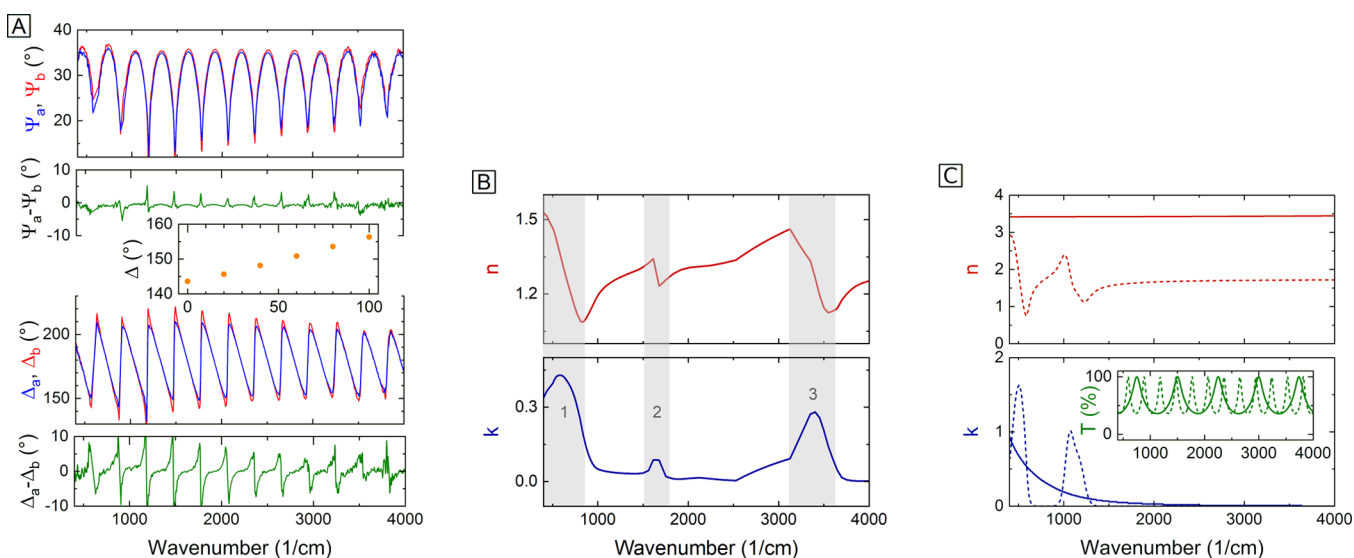 A
40
30
20
Ψa, Ψb (°)
10
0
-10
Ψa-Ψb (°)
160
150
140
Δ (°)
0 50 100
200
150
Δa, Δb (°)
10
0
-10
Δa-Δb (°)
1000 2000 3000 4000
Wavenumber (1/cm)
B
1.5
1.2
n
0.3
0.0
k
1
2
3
1000 2000 3000 4000
Wavenumber (1/cm)
C
4
3
2
1
0
n
2
1
0
k
100
0
T (%)
1000 2000 3000 4000
1000 2000 3000 4000
Wavenumber (1/cm)